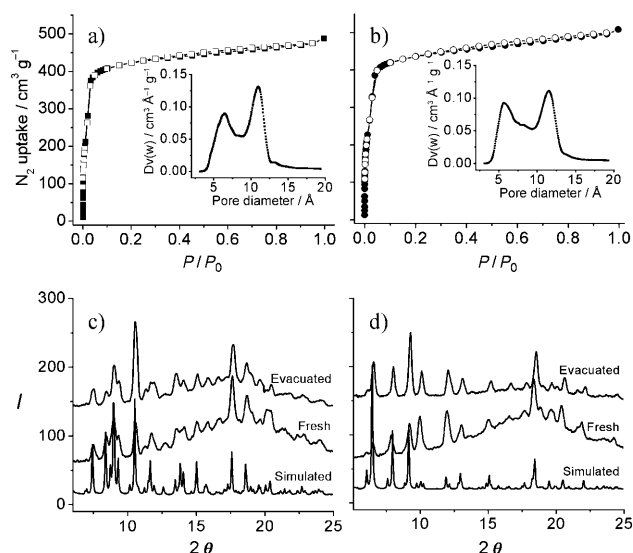 a)
b)
N2 uptake / cm3 g-1
500
400
300
200
100
0
0.0 0.2 0.4 0.6 0.8 1.0
P / P0
Dv(w) / cm3 Å-1 g-1
0.15
0.10
0.05
0.00
0 5 10 15 20
Pore diameter / Å
0.0 0.2 0.4 0.6 0.8 1.0
P / P0
Dv(w) / cm3 Å-1 g-1
0.15
0.10
0.05
0.00
0 5 10 15 20
Pore diameter / Å
c)
d)
I
300
200
100
0
Evacuated
Fresh
Simulated
10 15 20 25
2 θ
Evacuated
Fresh
Simulated
10 15 20 25
2 θ